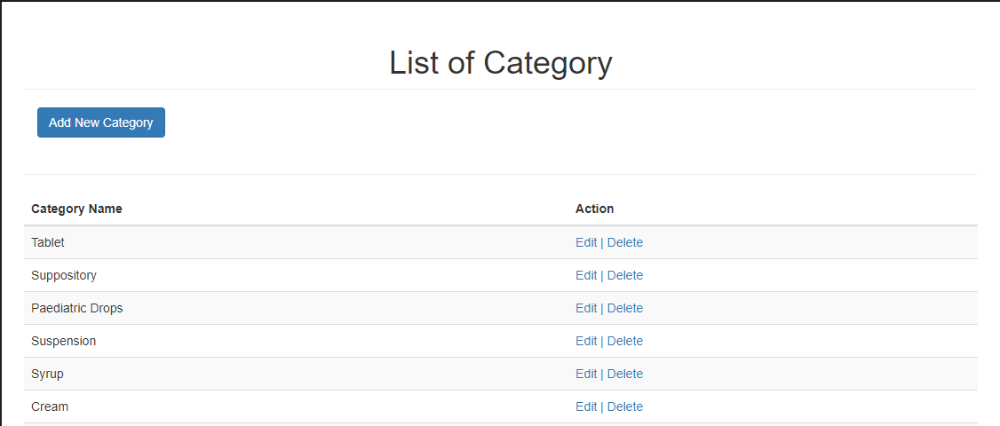 List of Category
Add New Category
Category Name Action
Tablet Edit | Delete
Suppository Edit | Delete
Paediatric Drops Edit | Delete
Suspension Edit | Delete
Syrup Edit | Delete
Cream Edit | Delete